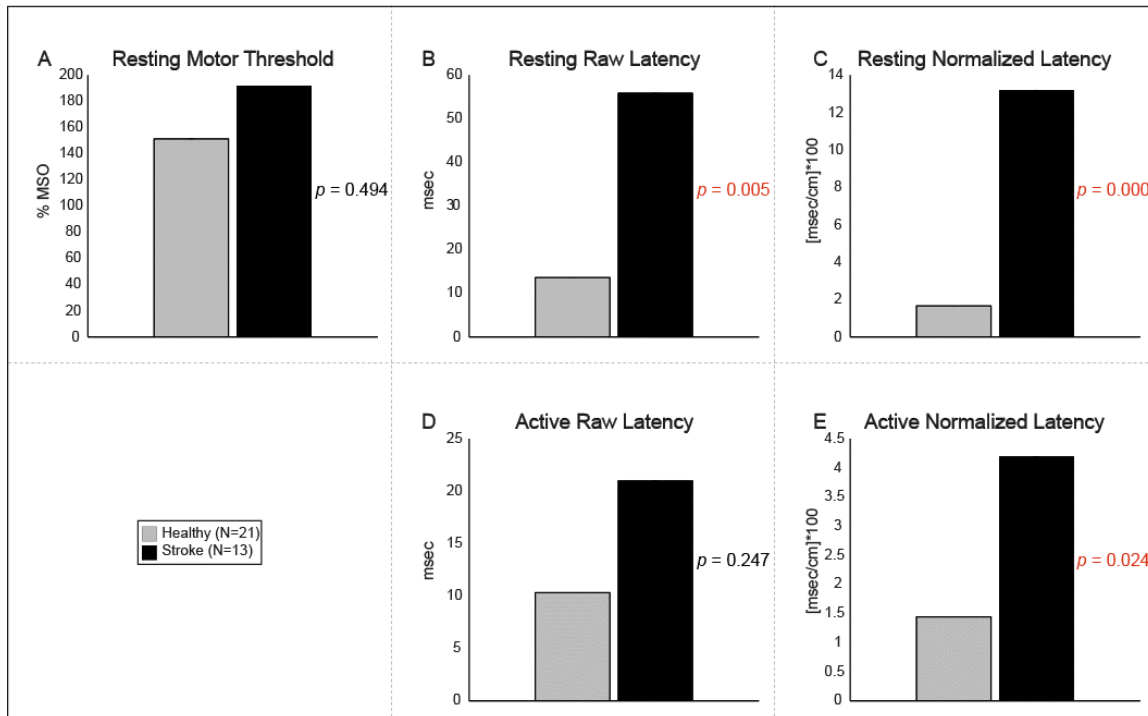 A Resting Motor Threshold
200
180
160
140
120
100
80
60
40
20
0
% MSO
p = 0.494
B Resting Raw Latency
60
50
40
30
20
10
0
msec
p = 0.005
C Resting Normalized Latency
14
12
10
8
6
4
2
0
[msec/cm]*100
p = 0.000
Healthy (N=21)
Stroke (N=13)
D Active Raw Latency
25
20
15
10
5
0
msec
p = 0.247
E Active Normalized Latency
4.5
4
3.5
3
2.5
2
1.5
1
0.5
0
[msec/cm]*100
p = 0.024